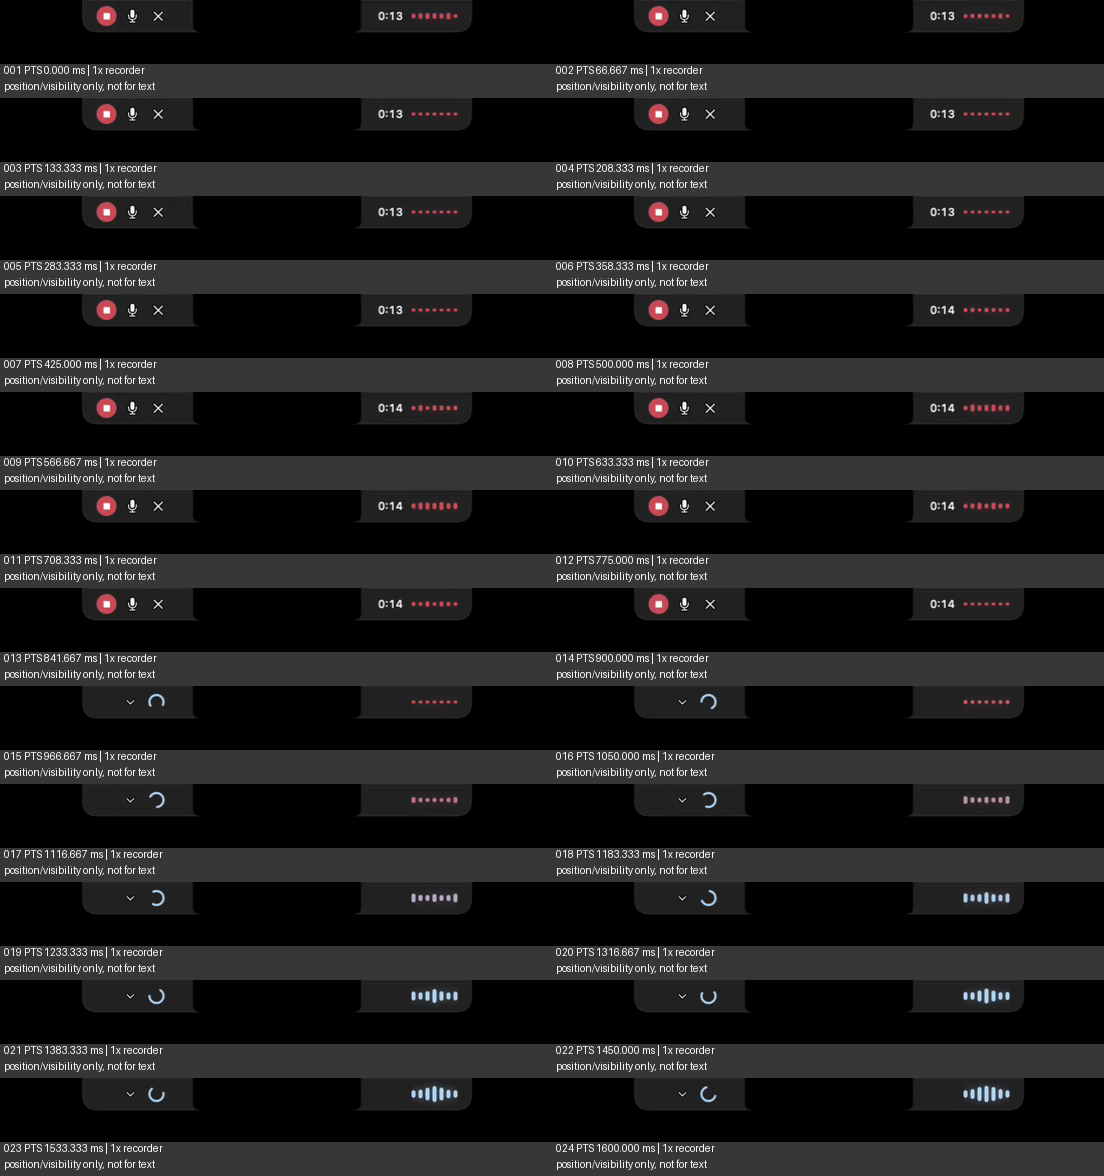 0:13 0:13
001 PTS 0.000 ms | 1x recorder 002 PTS 66.667 ms | 1x recorder
position/visibility only, not for text position/visibility only, not for text
0:13 0:13
003 PTS 133.333 ms | 1x recorder 004 PTS 208.333 ms | 1x recorder
position/visibility only, not for text position/visibility only, not for text
0:13 0:13
005 PTS 283.333 ms | 1x recorder 006 PTS 358.333 ms | 1x recorder
position/visibility only, not for text position/visibility only, not for text
0:13 0:14
007 PTS 425.000 ms | 1x recorder 008 PTS 500.000 ms | 1x recorder
position/visibility only, not for text position/visibility only, not for text
0:14 0:14
009 PTS 566.667 ms | 1x recorder 010 PTS 633.333 ms | 1x recorder
position/visibility only, not for text position/visibility only, not for text
0:14 0:14
011 PTS 708.333 ms | 1x recorder 012 PTS 775.000 ms | 1x recorder
position/visibility only, not for text position/visibility only, not for text
0:14 0:14
013 PTS 841.667 ms | 1x recorder 014 PTS 900.000 ms | 1x recorder
position/visibility only, not for text position/visibility only, not for text
015 PTS 966.667 ms | 1x recorder 016 PTS 1050.000 ms | 1x recorder
position/visibility only, not for text position/visibility only, not for text
017 PTS 1116.667 ms | 1x recorder 018 PTS 1183.333 ms | 1x recorder
position/visibility only, not for text position/visibility only, not for text
019 PTS 1233.333 ms | 1x recorder 020 PTS 1316.667 ms | 1x recorder
position/visibility only, not for text position/visibility only, not for text
021 PTS 1383.333 ms | 1x recorder 022 PTS 1450.000 ms | 1x recorder
position/visibility only, not for text position/visibility only, not for text
023 PTS 1533.333 ms | 1x recorder 024 PTS 1600.000 ms | 1x recorder
position/visibility only, not for text position/visibility only, not for text